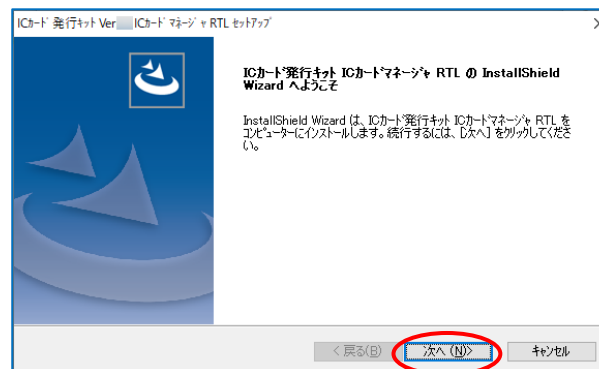 ICｶｰﾄﾞ 発行ｷｯﾄ Ver ICｶｰﾄﾞ ﾏﾈｰｼﾞｬ RTL ｾｯﾄｱｯﾌﾟ
ICｶｰﾄﾞ発行ｷｯﾄ ICｶｰﾄﾞﾏﾈｰｼﾞｬ RTL の InstallShield
Wizard へようこそ
InstallShield Wizard は、ICｶｰﾄﾞ発行ｷｯﾄ ICｶｰﾄﾞﾏﾈｰｼﾞｬ RTL を
ｺﾝﾋﾟｭｰﾀｰにｲﾝｽﾄｰﾙします。続行するには、[次へ] をｸﾘｯｸしてくださ
い。
< 戻る(B)
次へ (N)>
ｷｬﾝｾﾙ